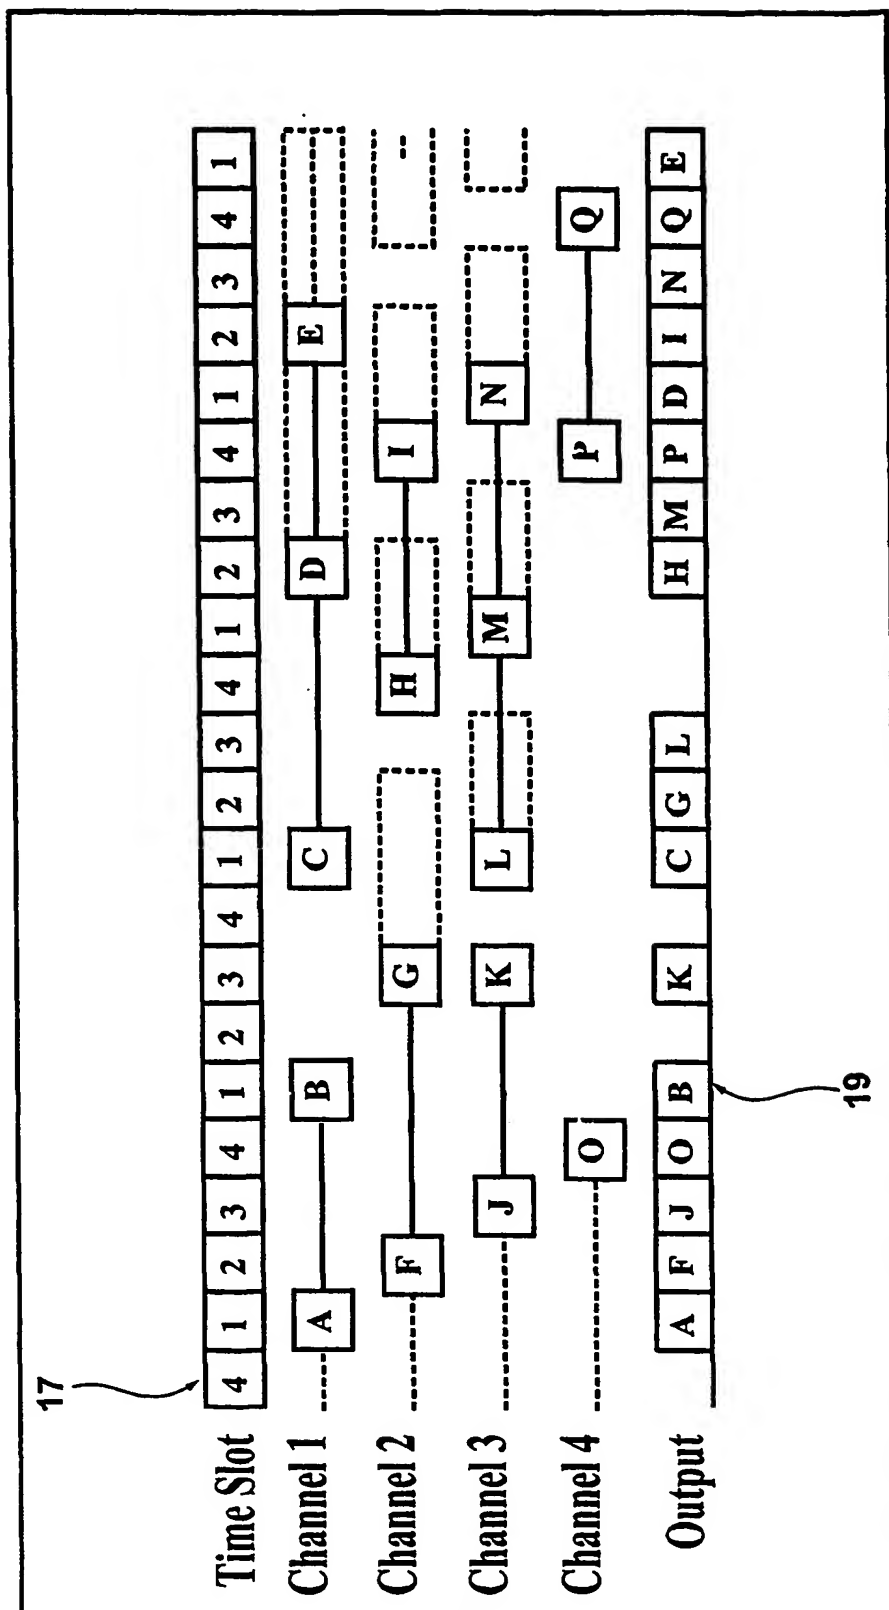 17
Time Slot 4 1 2 3 4 1 2 3 4 1 2 3 4 1 2 3 4 1 2 3 4 1
Channel 1 A B C D E
Channel 2 F G H I
Channel 3 J K L M N
Channel 4 O P Q
Output A F J O B K C G L H M P D I N Q E
19